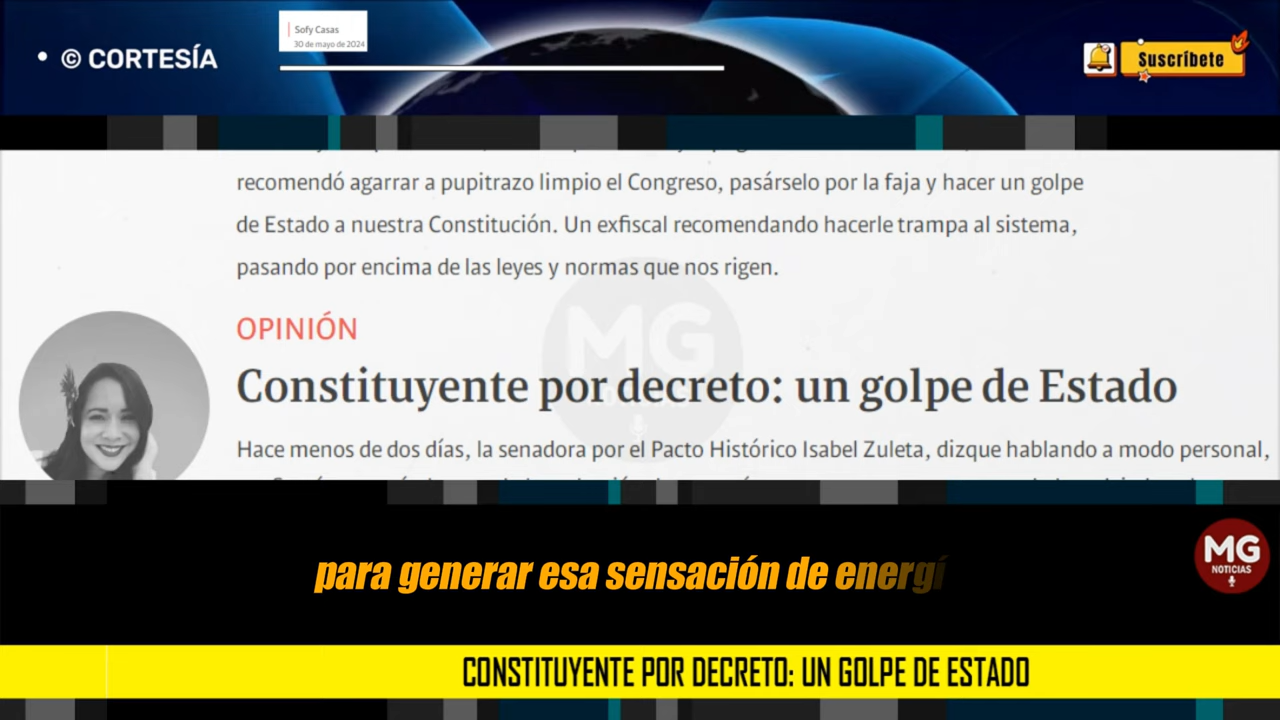 • © CORTESÍA
Sofy Casas
30 de mayo de 2024
Suscríbete
recomendó agarrar a pupitrazo limpio el Congreso, pasárselo por la faja y hacer un golpe
de Estado a nuestra Constitución. Un exfiscal recomendando hacerle trampa al sistema,
pasando por encima de las leyes y normas que nos rigen.
MG
OPINIÓN
Constituyente por decreto: un golpe de Estado
Hace menos de dos días, la senadora por el Pacto Histórico Isabel Zuleta, dizque hablando a modo personal,
para generar esa sensación de energí
MG
NOTICIAS
CONSTITUYENTE POR DECRETO: UN GOLPE DE ESTADO